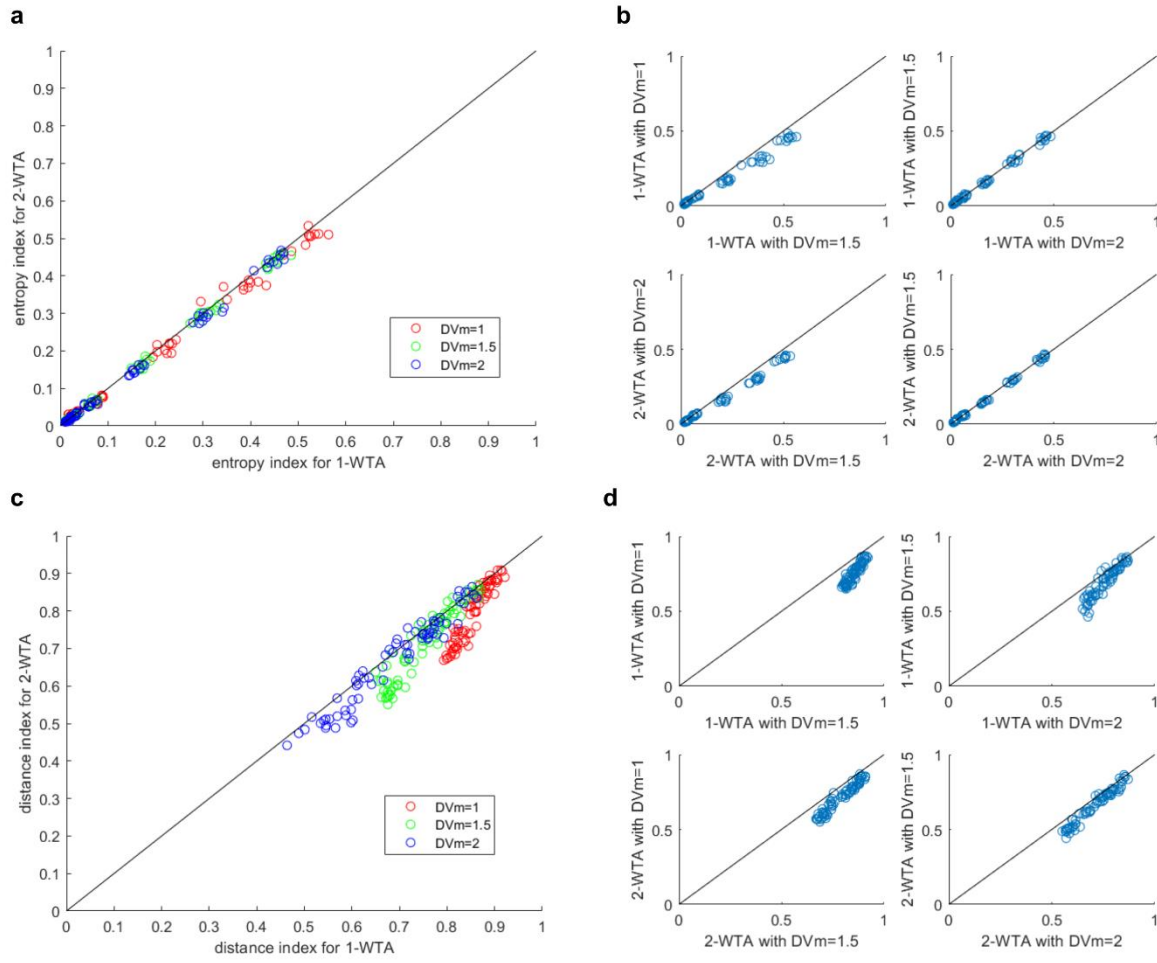 a
1
0.9
0.8
0.7
0.6
0.5
0.4
0.3
0.2
0.1
0
entropy index for 2-WTA
DVm=1
DVm=1.5
DVm=2
0 0.1 0.2 0.3 0.4 0.5 0.6 0.7 0.8 0.9 1
entropy index for 1-WTA
b
1
0.5
0
1-WTA with DVm=1
0 0.5 1
1-WTA with DVm=1.5
1
0.5
0
1-WTA with DVm=1.5
0 0.5 1
1-WTA with DVm=2
1
0.5
0
2-WTA with DVm=2
0 0.5 1
2-WTA with DVm=1.5
1
0.5
0
2-WTA with DVm=1.5
0 0.5 1
2-WTA with DVm=2
c
1
0.9
0.8
0.7
0.6
0.5
0.4
0.3
0.2
0.1
0
distance index for 2-WTA
DVm=1
DVm=1.5
DVm=2
0 0.1 0.2 0.3 0.4 0.5 0.6 0.7 0.8 0.9 1
distance index for 1-WTA
d
1
0.5
0
1-WTA with DVm=1
0 0.5 1
1-WTA with DVm=1.5
1
0.5
0
1-WTA with DVm=1.5
0 0.5 1
1-WTA with DVm=2
1
0.5
0
2-WTA with DVm=1
0 0.5 1
2-WTA with DVm=1.5
1
0.5
0
2-WTA with DVm=1.5
0 0.5 1
2-WTA with DVm=2